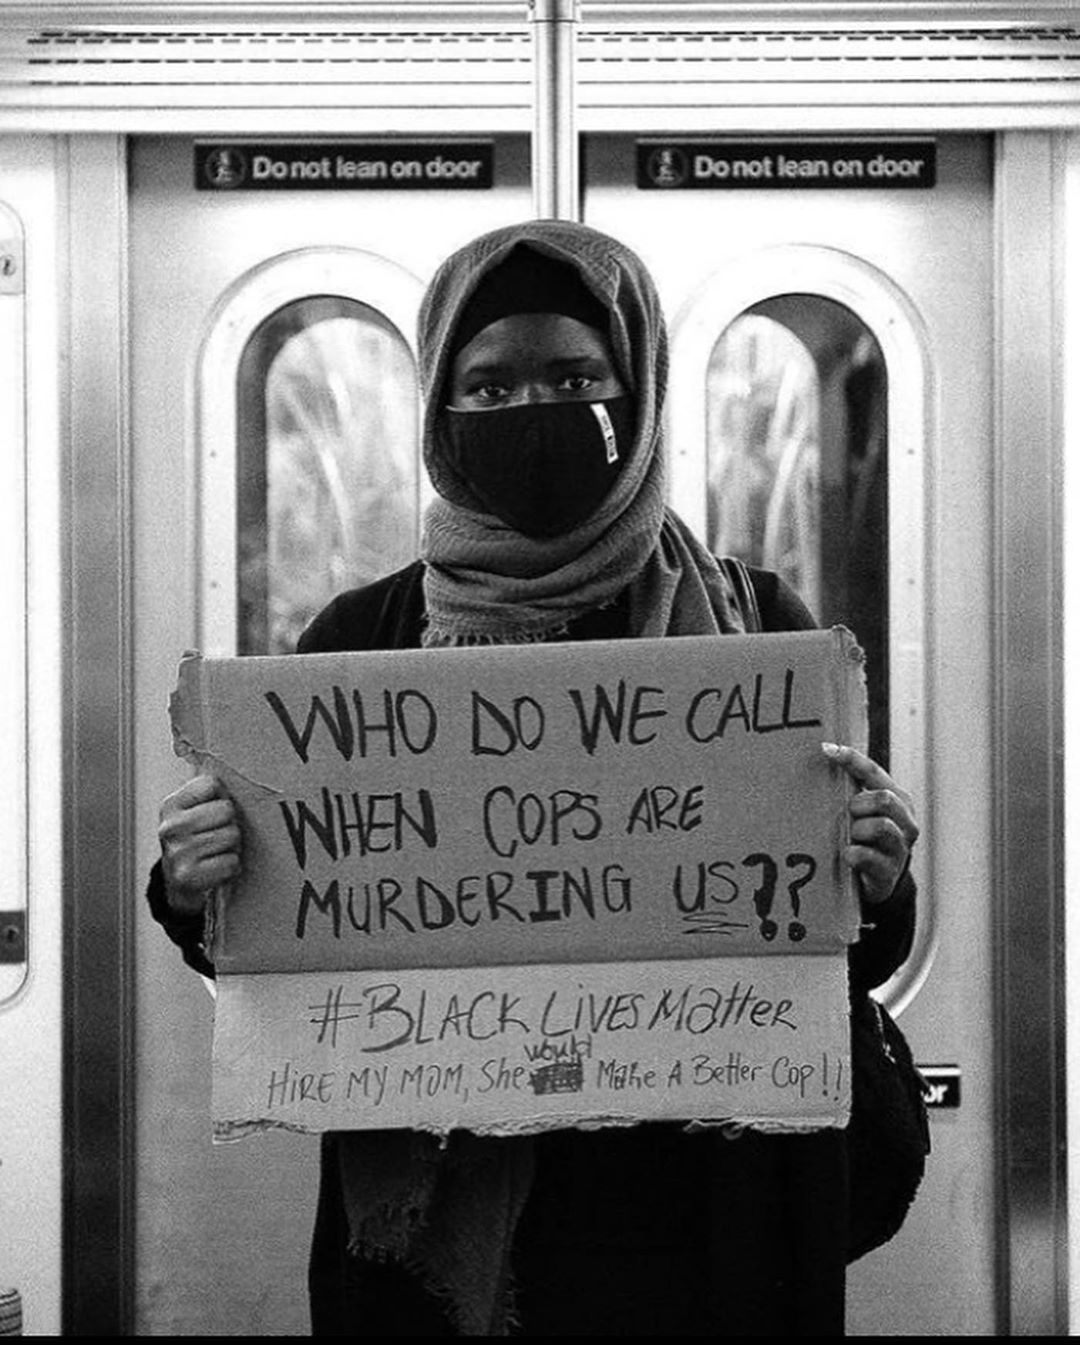 Do not lean on door
Do not lean on door
WHO DO WE CALL
WHEN COPS ARE
MURDERING US??
#BLACK LIVES MattER
HIRE MY MOM, She would Make A Better Cop!!
or